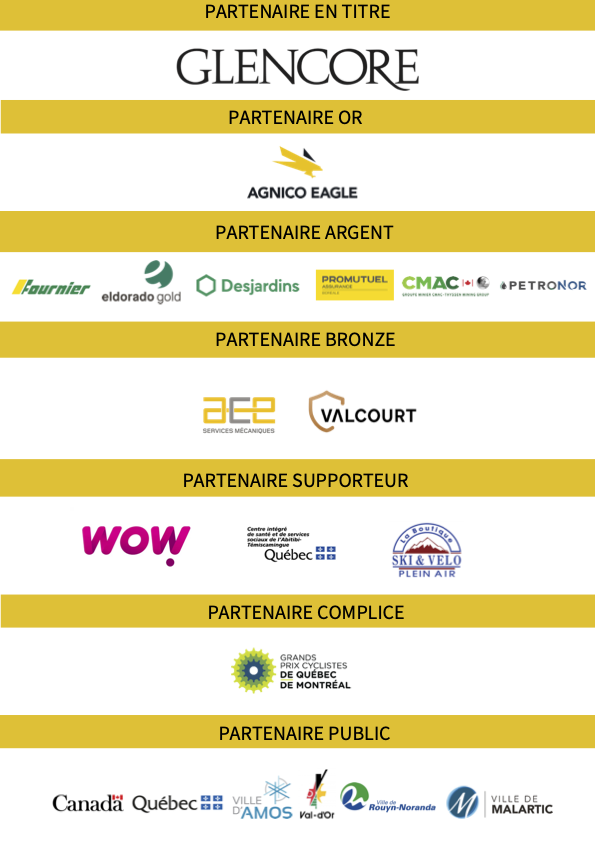 PARTENAIRE EN TITRE
GLENCORE
PARTENAIRE OR
AGNICO EAGLE
PARTENAIRE ARGENT
Fournier
eldorado gold
Desjardins
PROMUTUEL
ASSURANCE
BORÉALE
CMAC
PETRONOR
PARTENAIRE BRONZE
ace
SERVICES MÉCANIQUES
VALCOURT
PARTENAIRE SUPPORTEUR
WOW!
Centre intégré
de santé et de services
sociaux de l'Abitibi-
Témiscamingue
Québec
La Boutique
SKI & VELO
PLEIN AIR
PARTENAIRE COMPLICE
GRANDS
PRIX CYCLISTES
DE QUÉBEC
DE MONTRÉAL
PARTENAIRE PUBLIC
Canada
Québec
VILLE
D'AMOS
Val-d'Or
Ville de
Rouyn-Noranda
M
VILLE DE
MALARTIC